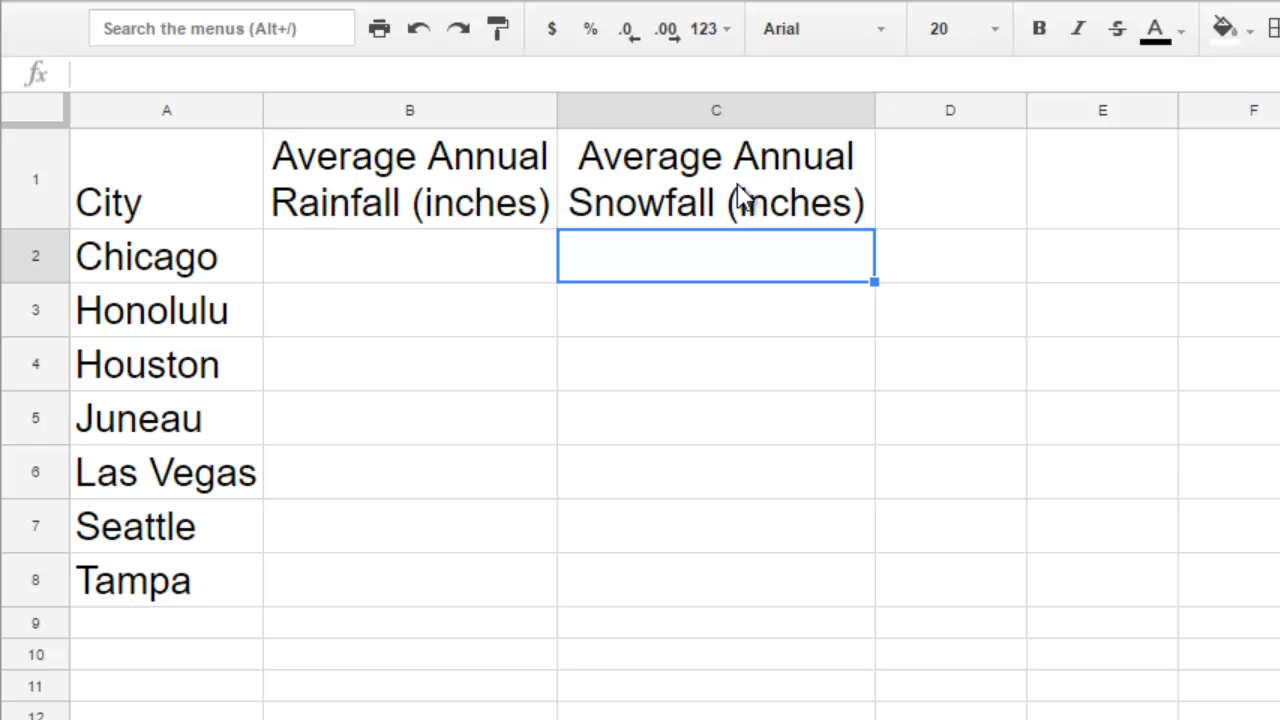 Search the menus (Alt+/) $ % .0 .00 123 Arial 20 B I S A
fx
A B C D E F
1 City Average Annual Rainfall (inches) Average Annual Snowfall (inches)
2 Chicago
3 Honolulu
4 Houston
5 Juneau
6 Las Vegas
7 Seattle
8 Tampa
9
10
11
12